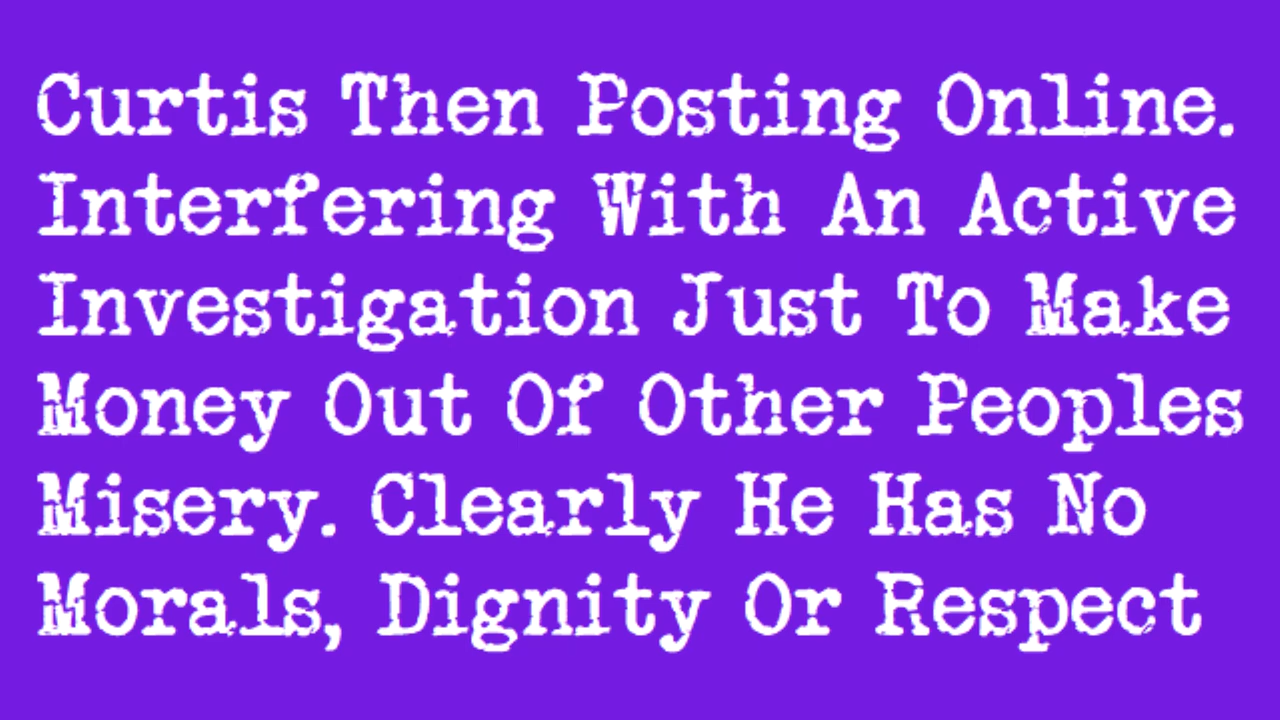 Curtis Then Posting Online.
Interfering With An Active
Investigation Just To Make
Money Out Of Other Peoples
Misery. Clearly He Has No
Morals, Dignity Or Respect